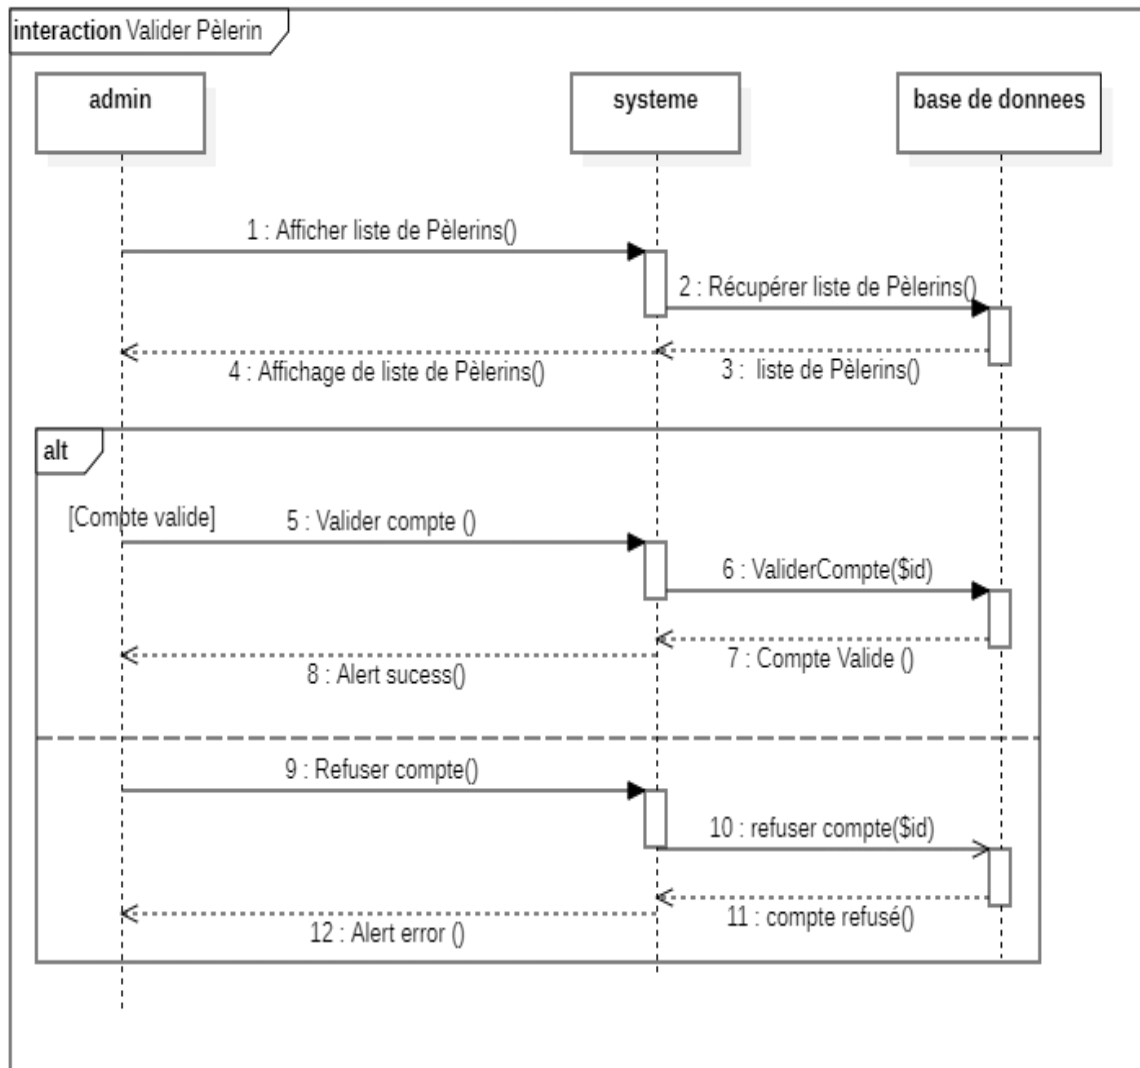 interaction Valider Pèlerin
admin
systeme
base de donnees
1 : Afficher liste de Pèlerins()
2 : Récupérer liste de Pèlerins()
3 :  liste de Pèlerins()
4 : Affichage de liste de Pèlerins()
alt
[Compte valide]
5 : Valider compte ()
6 : ValiderCompte($id)
7 : Compte Valide ()
8 : Alert sucess()
9 : Refuser compte()
10 : refuser compte($id)
11 : compte refusé()
12 : Alert error ()